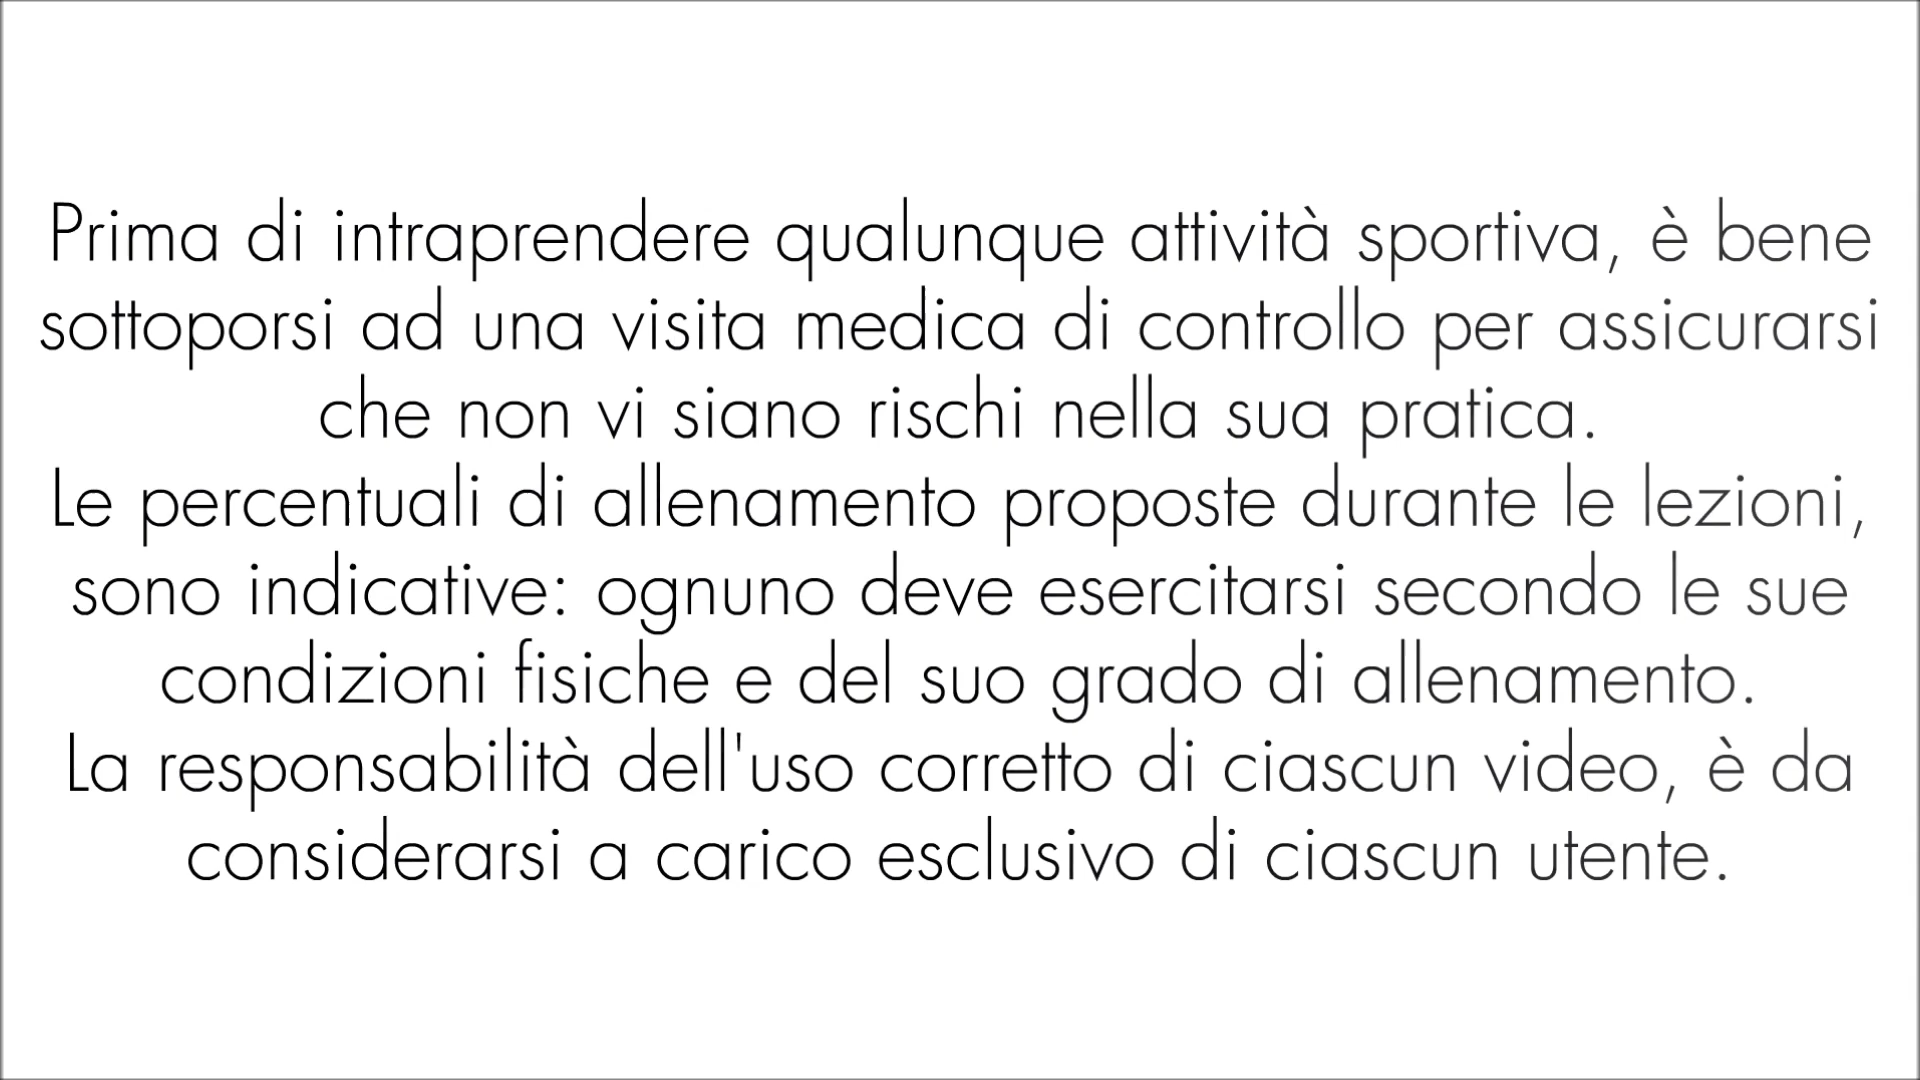 Prima di intraprendere qualunque attività sportiva, è bene
sottoporsi ad una visita medica di controllo per assicurarsi
che non vi siano rischi nella sua pratica.
Le percentuali di allenamento proposte durante le lezioni,
sono indicative: ognuno deve esercitarsi secondo le sue
condizioni fisiche e del suo grado di allenamento.
La responsabilità dell'uso corretto di ciascun video, è da
considerarsi a carico esclusivo di ciascun utente.